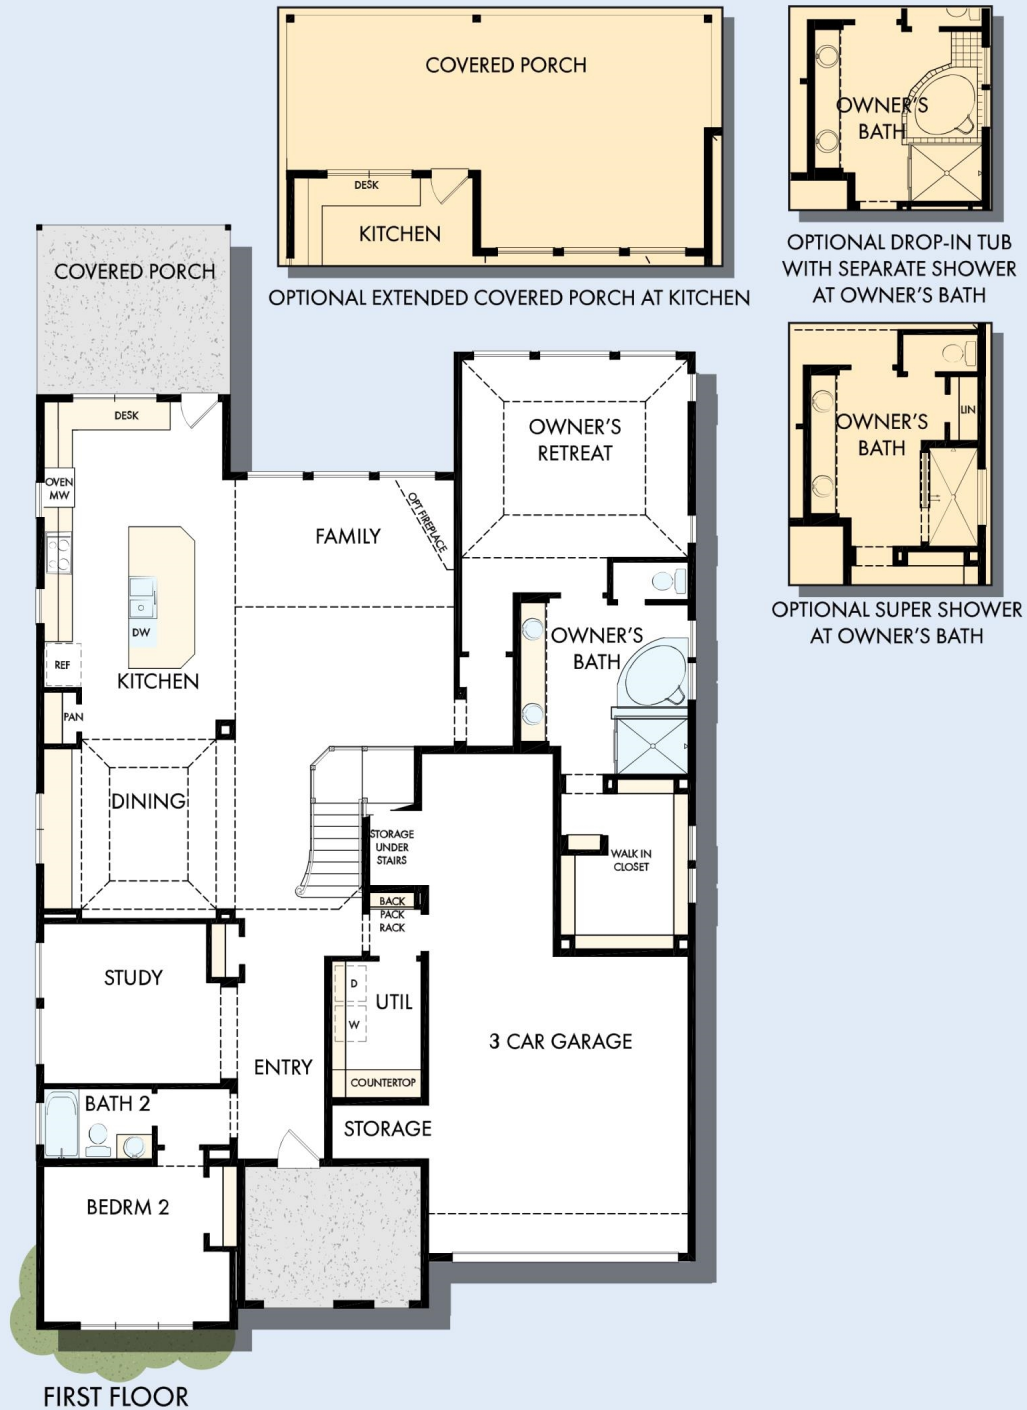 COVERED PORCH
DESK
KITCHEN
OPTIONAL EXTENDED COVERED PORCH AT KITCHEN
OWNER'S
BATH
OPTIONAL DROP-IN TUB
WITH SEPARATE SHOWER
AT OWNER'S BATH
OWNER'S
BATH
LIN
OPTIONAL SUPER SHOWER
AT OWNER'S BATH
COVERED PORCH
DESK
OVEN
MW
DW
REF
KITCHEN
PAN
FAMILY
OPT FIREPLACE
OWNER'S
RETREAT
OWNER'S
BATH
DINING
STORAGE
UNDER
STAIRS
WALK IN
CLOSET
BACK
PACK
RACK
STUDY
D
W
UTIL
COUNTERTOP
3 CAR GARAGE
ENTRY
BATH 2
STORAGE
BEDRM 2
FIRST FLOOR